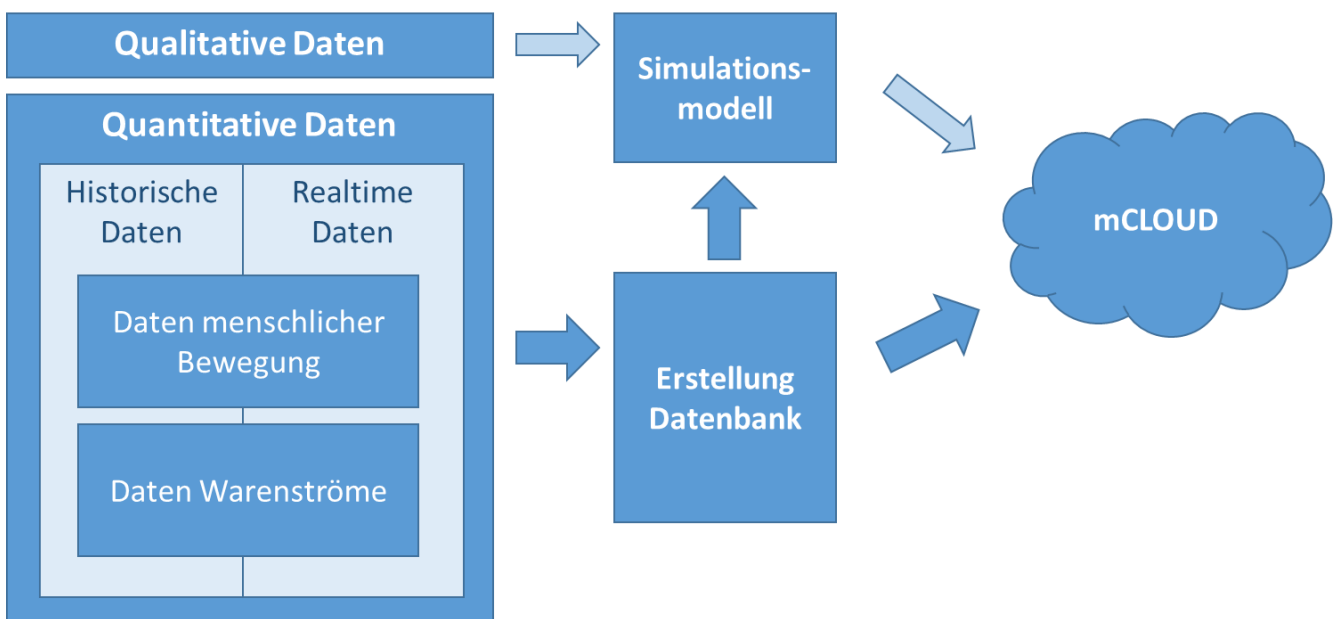 Qualitative Daten
Quantitative Daten
Historische
Daten
Realtime
Daten
Daten menschlicher
Bewegung
Daten Warenströme
Simulations-
modell
Erstellung
Datenbank
mCLOUD